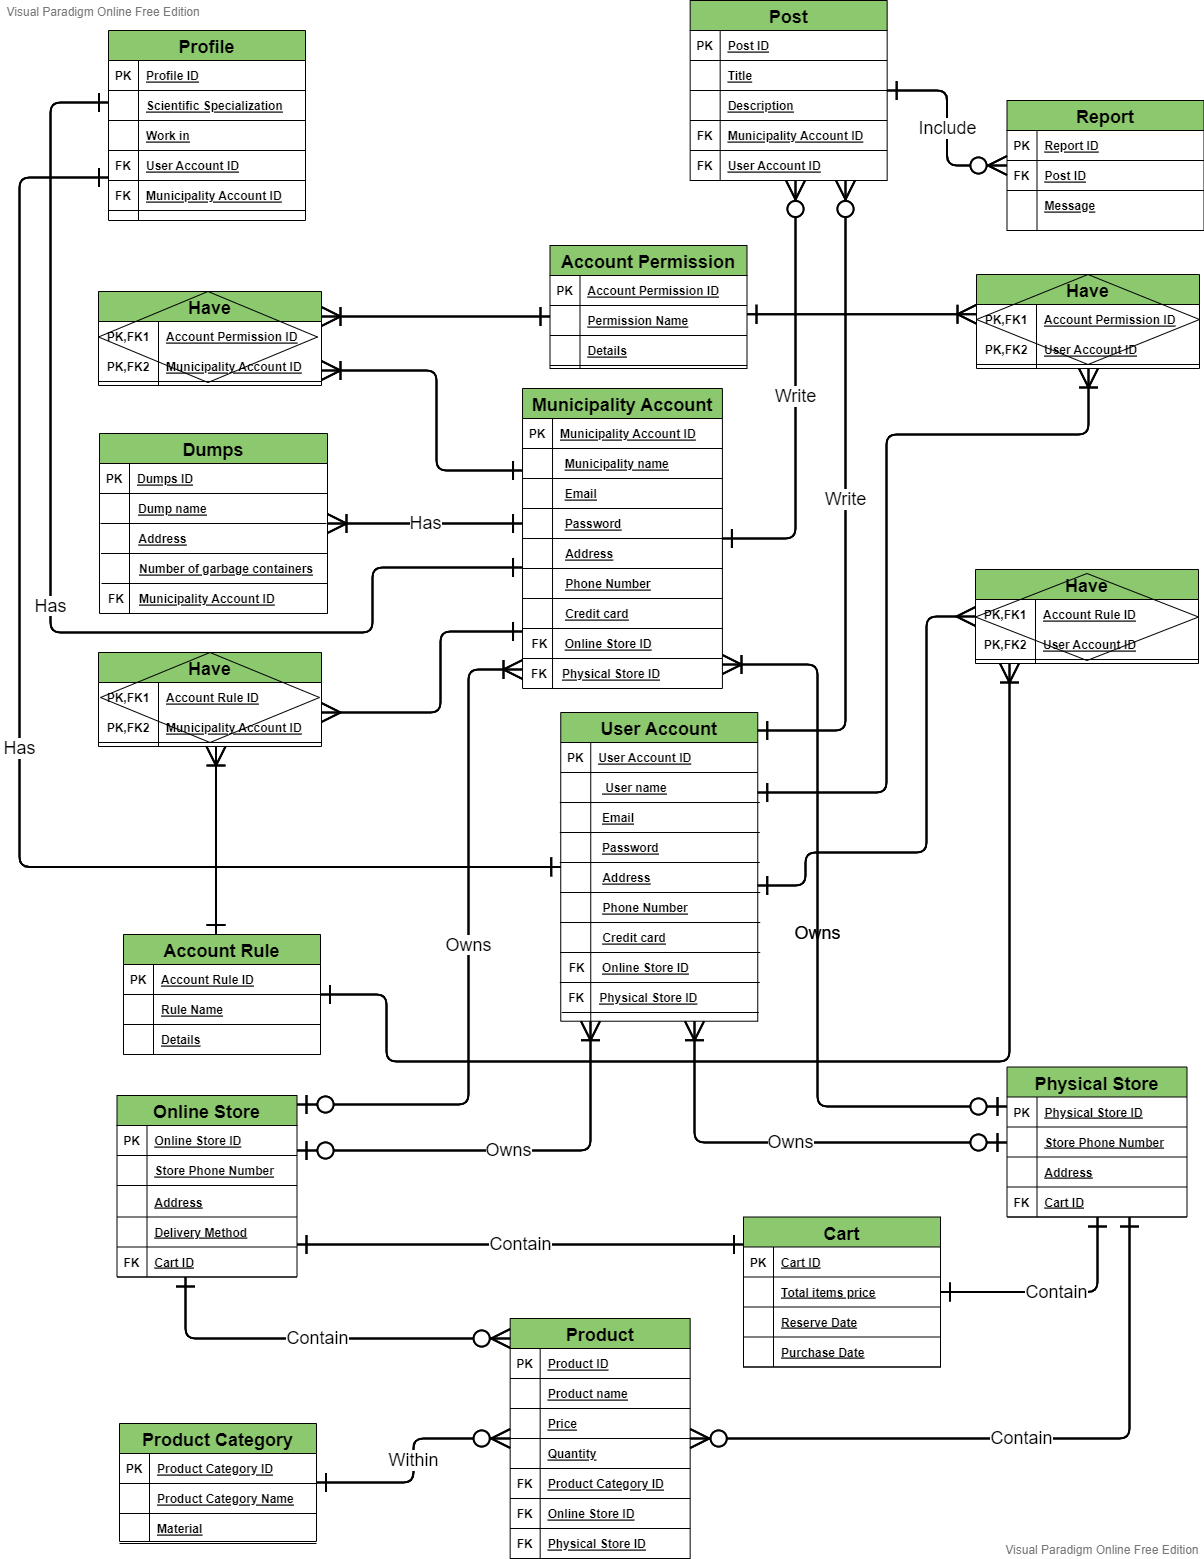 Visual Paradigm Online Free Edition
Profile
PK Profile ID
Scientific Specialization
Work in
FK User Account ID
FK Municipality Account ID
Post
PK Post ID
Title
Description
FK Municipality Account ID
FK User Account ID
Include
Report
PK Report ID
FK Post ID
Message
Account Permission
PK Account Permission ID
Permission Name
Details
Have
PK,FK1 Account Permission ID
PK,FK2 Municipality Account ID
Have
PK,FK1 Account Permission ID
PK,FK2 User Account ID
Write
Write
Municipality Account
PK Municipality Account ID
Municipality name
Email
Password
Address
Phone Number
Credit card
FK Online Store ID
FK Physical Store ID
Dumps
PK Dumps ID
Dump name
Address
Number of garbage containers
FK Municipality Account ID
Has
Has
Has
Have
PK,FK1 Account Rule ID
PK,FK2 User Account ID
Have
PK,FK1 Account Rule ID
PK,FK2 Municipality Account ID
User Account
PK User Account ID
User name
Email
Password
Address
Phone Number
Credit card
FK Online Store ID
FK Physical Store ID
Owns
Owns
Account Rule
PK Account Rule ID
Rule Name
Details
Online Store
PK Online Store ID
Store Phone Number
Address
Delivery Method
FK Cart ID
Owns
Owns
Physical Store
PK Physical Store ID
Store Phone Number
Address
FK Cart ID
Contain
Cart
PK Cart ID
Total items price
Reserve Date
Purchase Date
Contain
Contain
Product
PK Product ID
Product name
Price
Quantity
FK Product Category ID
FK Online Store ID
FK Physical Store ID
Contain
Within
Product Category
PK Product Category ID
Product Category Name
Material
Visual Paradigm Online Free Edition